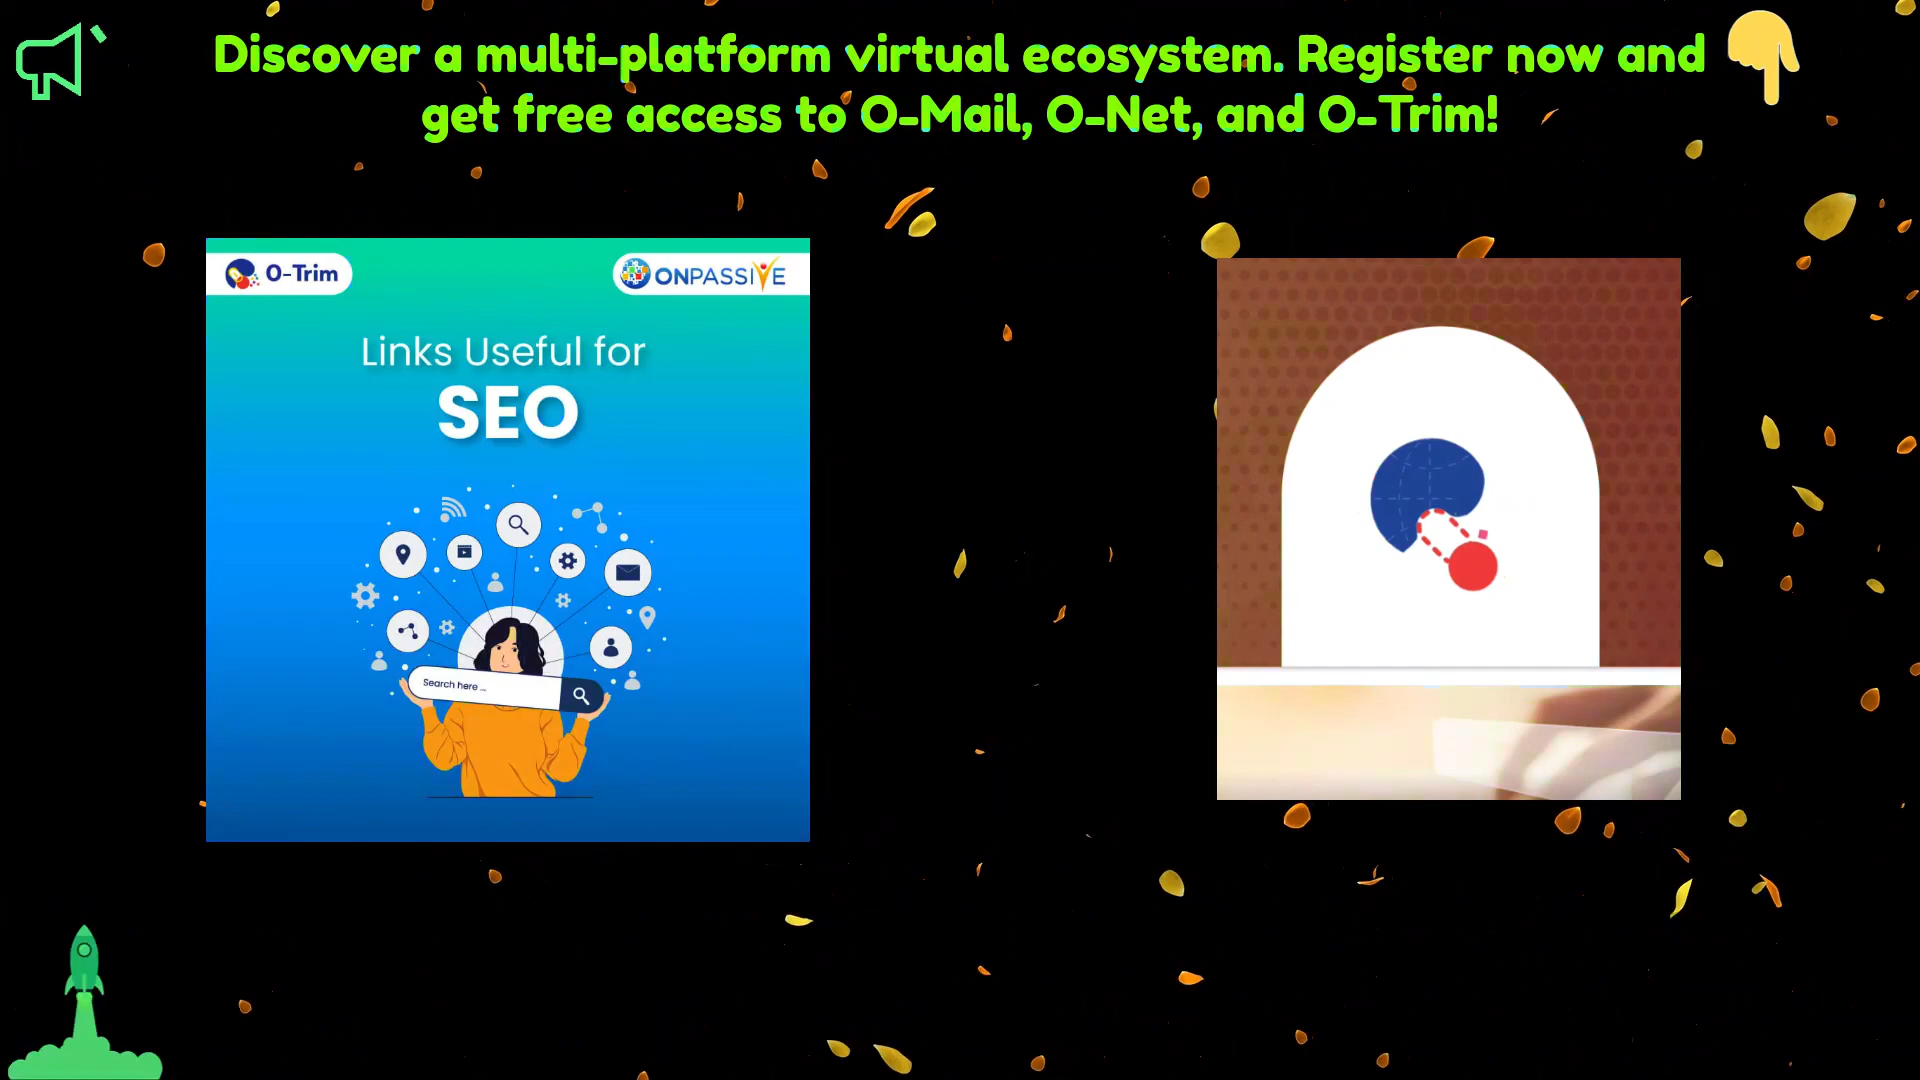 Discover a multi-platform virtual ecosystem. Register now and
get free access to O-Mail, O-Net, and O-Trim!
O-Trim
ONPASSIVE
Links Useful for
SEO
Search here ...